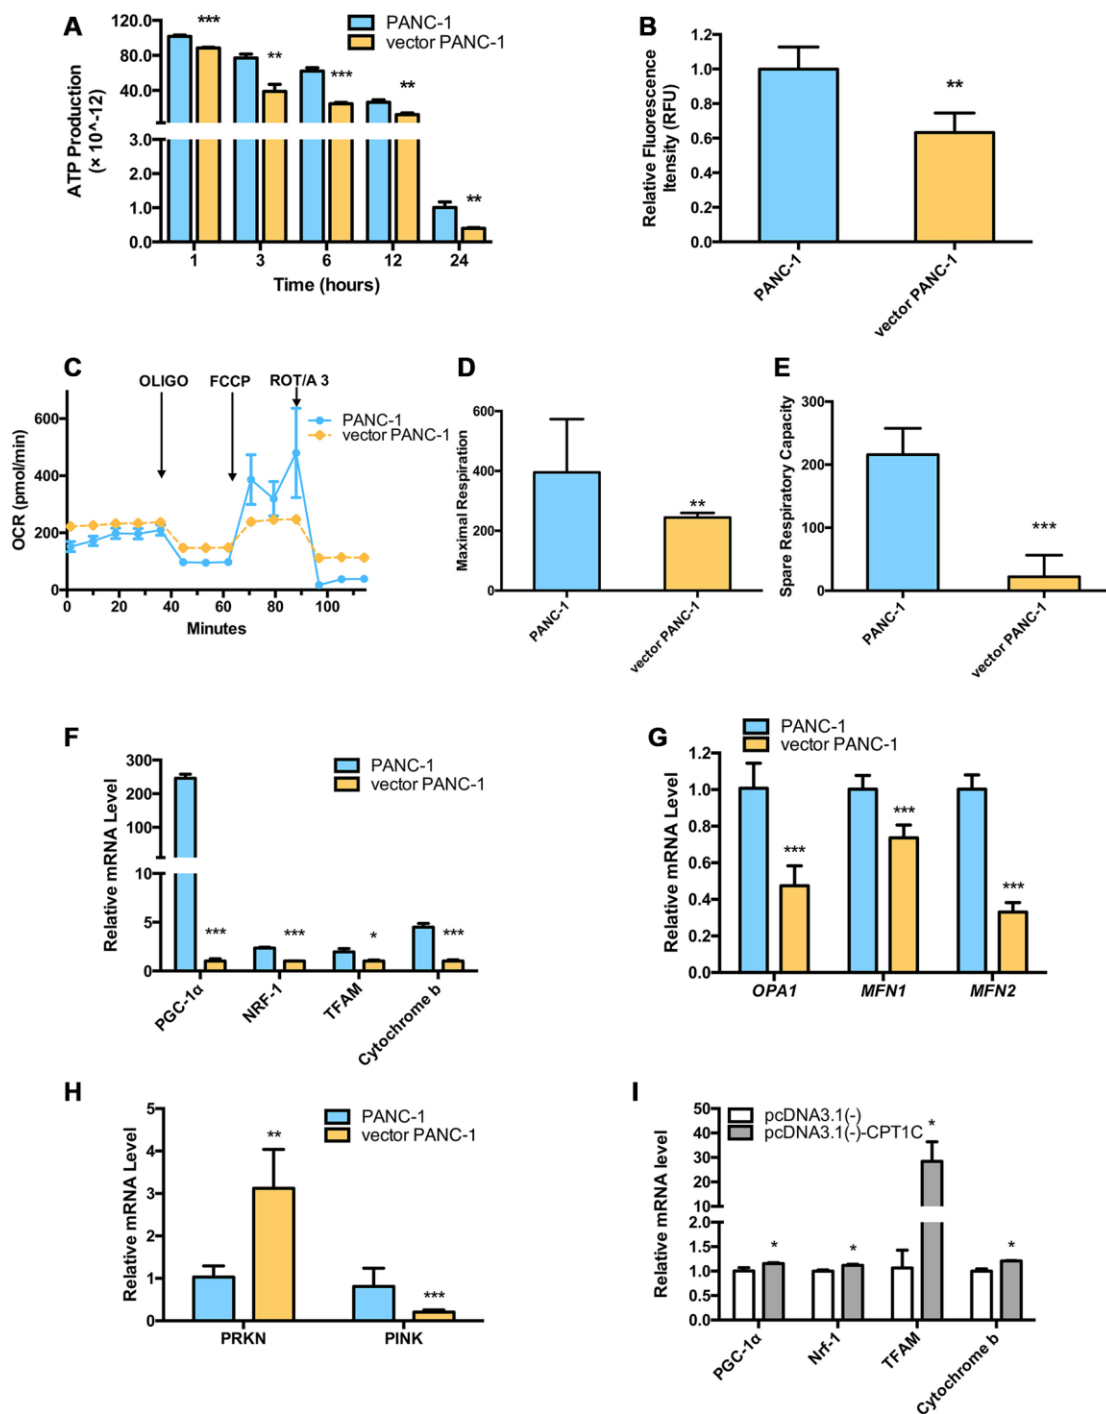 A
120.0
80.0
40.0
3.0
2.0
1.0
0.0
ATP Production
(× 10^-12)
PANC-1
vector PANC-1
***
**
***
**
**
1 3 6 12 24
Time (hours)
B
1.2
1.0
0.8
0.6
0.4
0.2
0.0
Relative Fluorescence
Itensity (RFU)
**
PANC-1
vector PANC-1
C
OLIGO FCCP ROT/A 3
PANC-1
vector PANC-1
600
400
200
0
OCR (pmol/min)
0 20 40 60 80 100
Minutes
D
600
400
200
0
Maximal Respiration
**
PANC-1
vector PANC-1
E
300
200
100
0
Spare Respiratory Capacity
***
PANC-1
vector PANC-1
F
PANC-1
vector PANC-1
300
200
100
10
5
0
Relative mRNA Level
***
***
*
***
PGC-1α
NRF-1
TFAM
Cytochrome b
G
PANC-1
vector PANC-1
1.2
1.0
0.8
0.6
0.4
0.2
0.0
Relative mRNA Level
***
***
***
OPA1 MFN1 MFN2
H
PANC-1
vector PANC-1
5
4
3
2
1
0
Relative mRNA Level
**
***
PRKN PINK
I
pcDNA3.1(-)
pcDNA3.1(-)-CPT1C
50
40
30
20
10
2.0
1.5
1.0
0.5
0.0
Relative mRNA level
*
*
*
*
PGC-1α
Nrf-1
TFAM
Cytochrome b